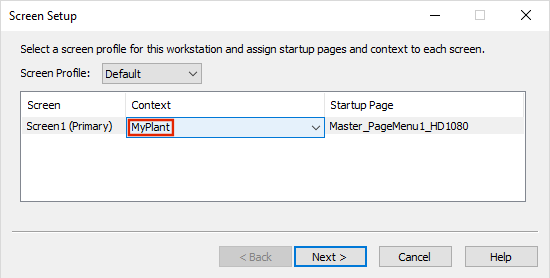 Screen Setup
Select a screen profile for this workstation and assign startup pages and context to each screen.
Screen Profile: Default
Screen Context Startup Page
Screen1 (Primary) MyPlant Master_PageMenu1_HD1080
< Back Next > Cancel Help